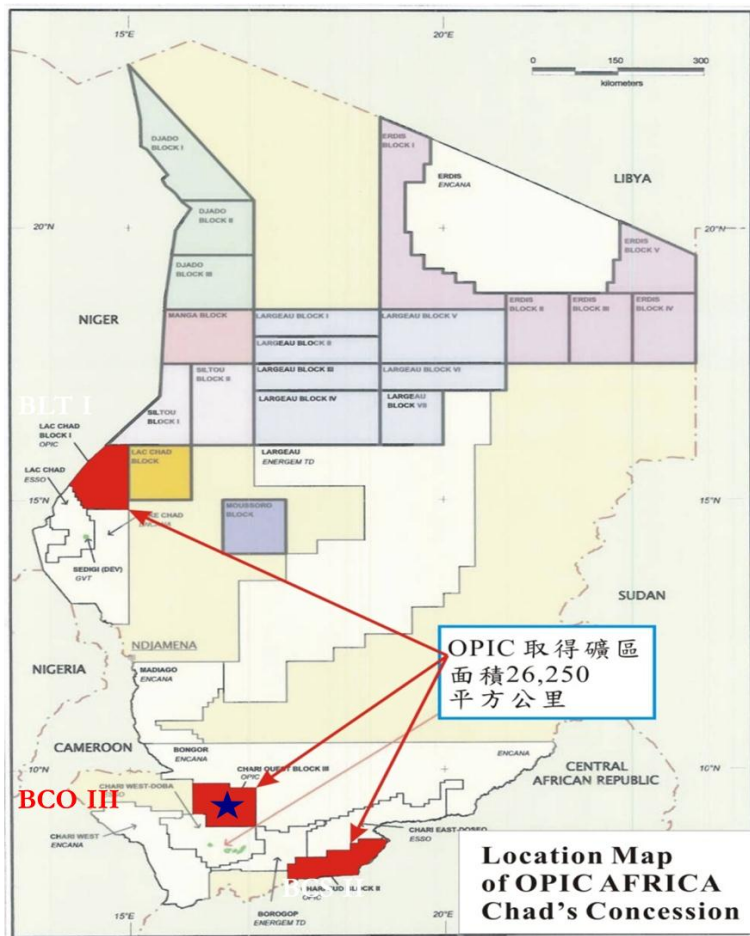 15°E
20°E
0 150 300
kilometers
DJADO
BLOCK I
ERDIS
BLOCK I
ERDIS
ENCANA
LIBYA
20°N
20°N
DJADO
BLOCK II
ERDIS
BLOCK V
DJADO
BLOCK III
NIGER
MANGA BLOCK
LARGEAU BLOCK I
LARGEAU BLOCK V
ERDIS
BLOCK II
ERDIS
BLOCK III
ERDIS
BLOCK IV
LARGEAU BLOCK II
SILTOU
BLOCK II
LARGEAU BLOCK III
LARGEAU BLOCK VI
BLT I
SILTOU
BLOCK I
LARGEAU BLOCK IV
LARGEAU
BLOCK VII
LAC CHAD
BLOCK I
OPIC
LAC CHAD
BLOCK
LARGEAU
ENERGEM TD
LAC CHAD
ESSO
15°N
15°N
MOUSSORO
BLOCK
CHAD
ENCANA
SEDIGI (DEV)
GVT
SUDAN
NDJAMENA
OPIC 取得礦區
面積26,250
平方公里
NIGERIA
MADIAGO
ENCANA
CAMEROON
BONGOR
ENCANA
ENCANA
CENTRAL
AFRICAN REPUBLIC
10°N
10°N
CHARI OUEST BLOCK III
OPIC
BCO III
CHARI WEST-DOBA
CHARI WEST
ENCANA
CHARI EAST-DOSEO
ESSO
BLOCK II
OPIC
BOROGOP
ENERGEM TD
15°E
20°E
Location Map
of OPIC AFRICA
Chad's Concession